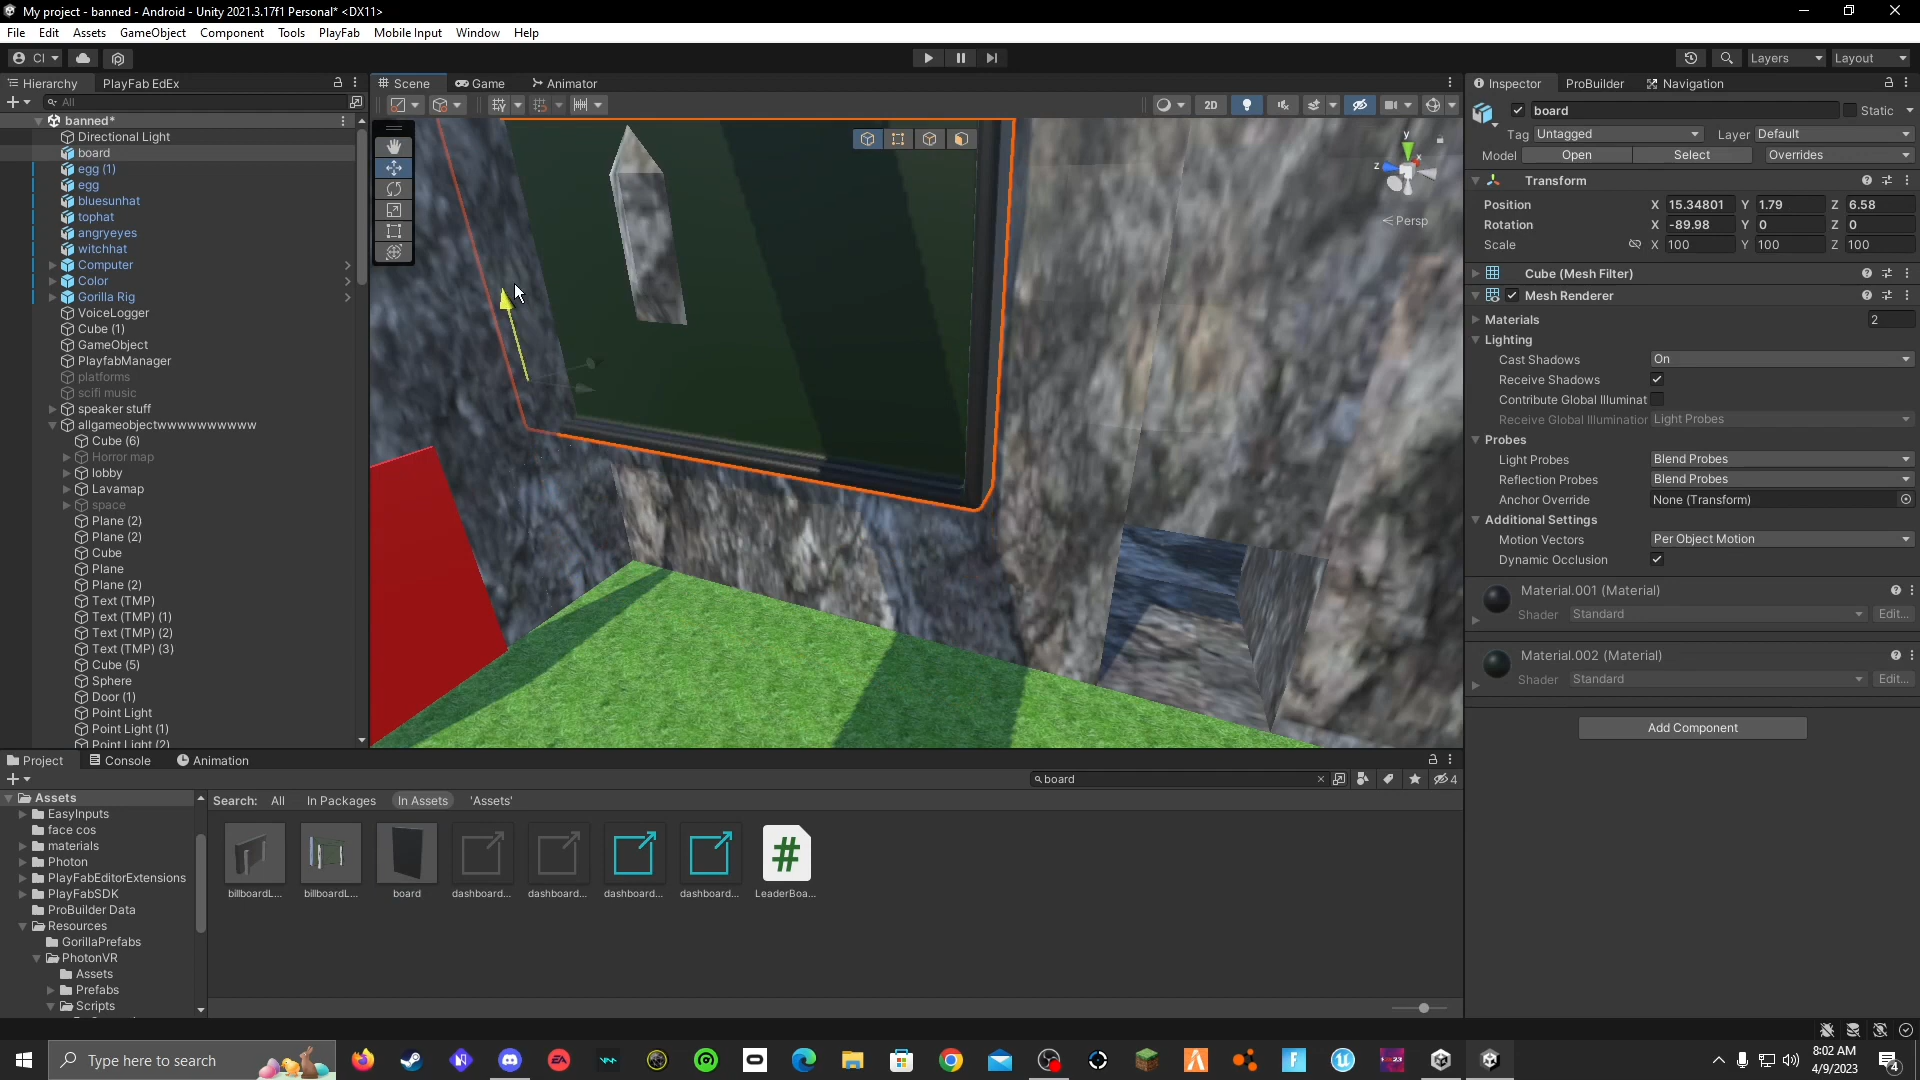 My project - banned - Android - Unity 2021.3.17f1 Personal* <DX11>
File Edit Assets GameObject Component Tools PlayFab Mobile Input Window Help
CI Layers Layout
Hierarchy PlayFab EdEx Scene Game Animator Inspector ProBuilder Navigation
All 2D
banned*
Directional Light
board
egg (1)
egg
bluesunhat
tophat
angryeyes
witchhat
Computer
Color
Gorilla Rig
VoiceLogger
Cube (1)
GameObject
PlayfabManager
platforms
scifi music
speaker stuff
allgameobjectwwwwwwwwww
Cube (6)
Horror map
lobby
Lavamap
space
Plane (2)
Plane (2)
Cube
Plane
Plane (2)
Text (TMP)
Text (TMP) (1)
Text (TMP) (2)
Text (TMP) (3)
Cube (5)
Sphere
Door (1)
Point Light
Point Light (1)
Point Light (2)
y
x
z
Persp
board Static
Tag Untagged Layer Default
Model Open Select Overrides
Transform
Position X 15.34801 Y 1.79 Z 6.58
Rotation X -89.98 Y 0 Z 0
Scale X 100 Y 100 Z 100
Cube (Mesh Filter)
Mesh Renderer
Materials 2
Lighting
Cast Shadows On
Receive Shadows
Contribute Global Illuminat
Receive Global Illumination Light Probes
Probes
Light Probes Blend Probes
Reflection Probes Blend Probes
Anchor Override None (Transform)
Additional Settings
Motion Vectors Per Object Motion
Dynamic Occlusion
Material.001 (Material)
Shader Standard Edit...
Material.002 (Material)
Shader Standard Edit...
Add Component
Project Console Animation
board 4
Search: All In Packages In Assets 'Assets'
Assets
EasyInputs
face cos
materials
Photon
PlayFabEditorExtensions
PlayFabSDK
ProBuilder Data
Resources
GorillaPrefabs
PhotonVR
Assets
Prefabs
Scripts
billboardL... billboardL... board dashboard... dashboard... dashboard... dashboard... LeaderBoa...
Type here to search
8:02 AM
4/9/2023
4